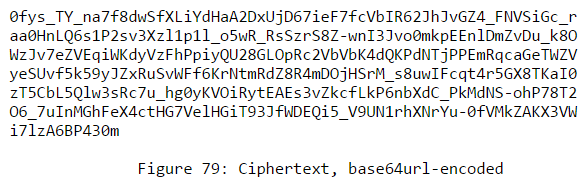 0fys_TY_na7f8dwSfXLiYdHaA2DxUjD67ieF7fcVbIR62JhJvGZ4_FNVSiGc_r
aa0HnLQ6s1P2sv3Xzl1p1l_o5wR_RsSzrS8Z-wnI3Jvo0mkpEEnlDmZvDu_k8O
WzJv7eZVEqiWKdyVzFhPpiyQU28GLOpRc2VbVbK4dQKPdNTjPPEmRqcaGeTWZV
yeSUvf5k59yJZxRuSvWFf6KrNtmRdZ8R4mDOjHSrM_s8uwIFcqt4r5GX8TKaI0
zT5CbL5Qlw3sRc7u_hg0yKVOiRytEAEs3vZkcfLkP6nbXdC_PkMdNS-ohP78T2
O6_7uInMGhFeX4ctHG7VelHGiT93JfWDEQi5_V9UN1rhXNrYu-0fVMkZAKX3VW
i7lzA6BP430m
Figure 79: Ciphertext, base64url-encoded